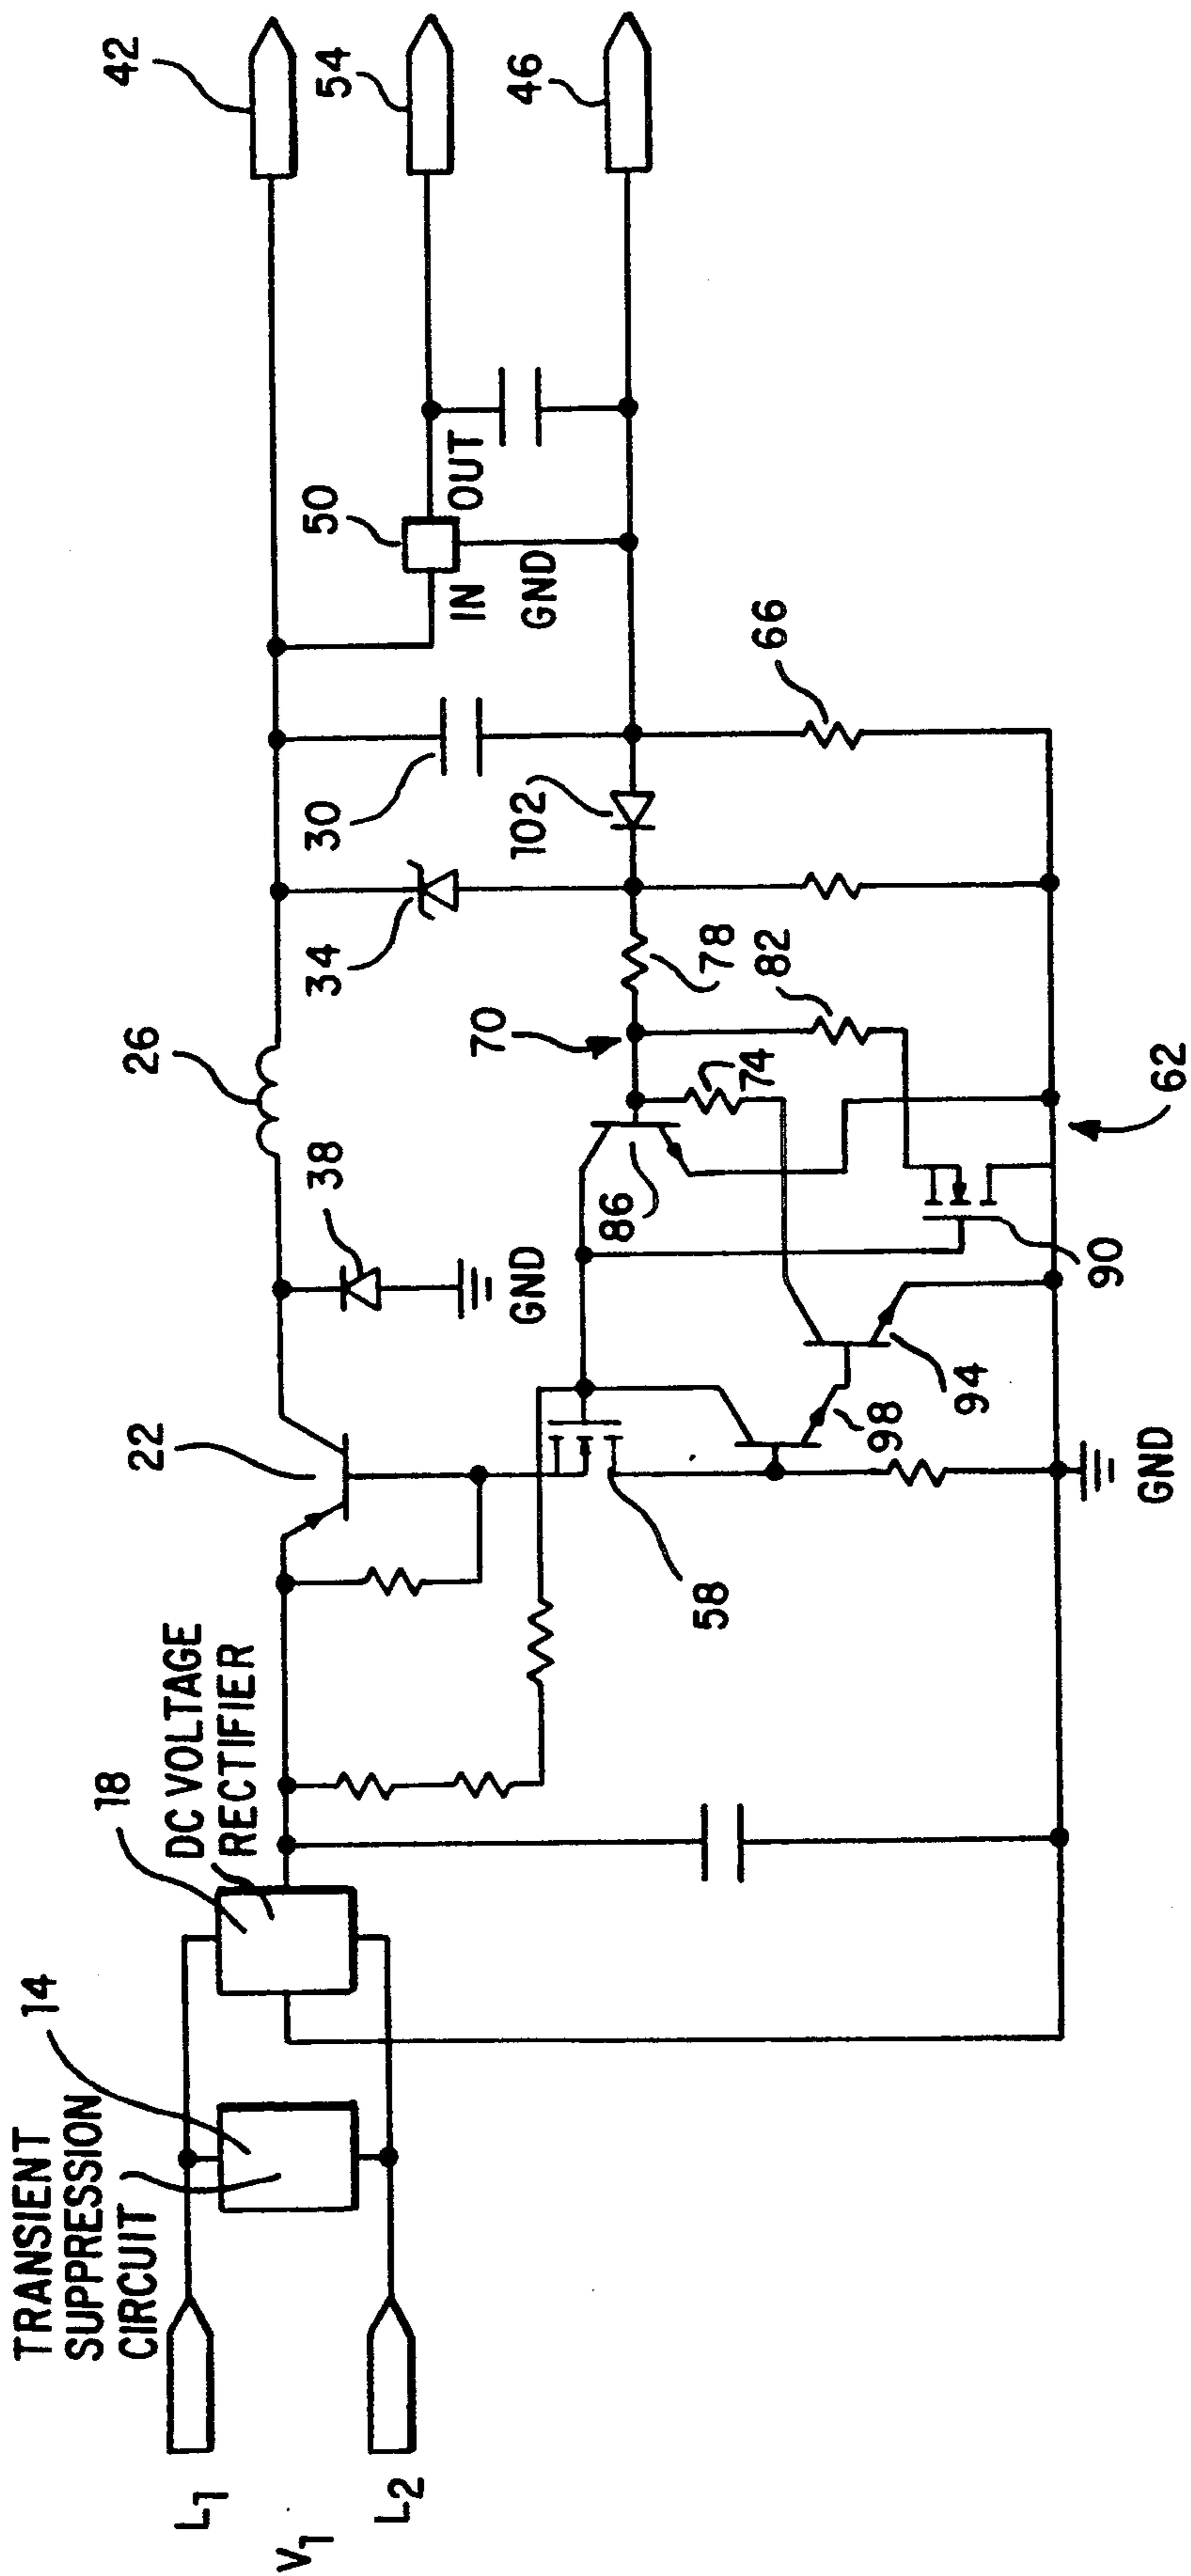 TRANSIENT
SUPPRESSION
CIRCUIT
14
18
DC VOLTAGE
RECTIFIER
L1
V1
L2
22
38
GND
26
34
30
50
IN
OUT
GND
42
54
46
102
66
70
78
82
74
86
90
62
94
98
58
GND